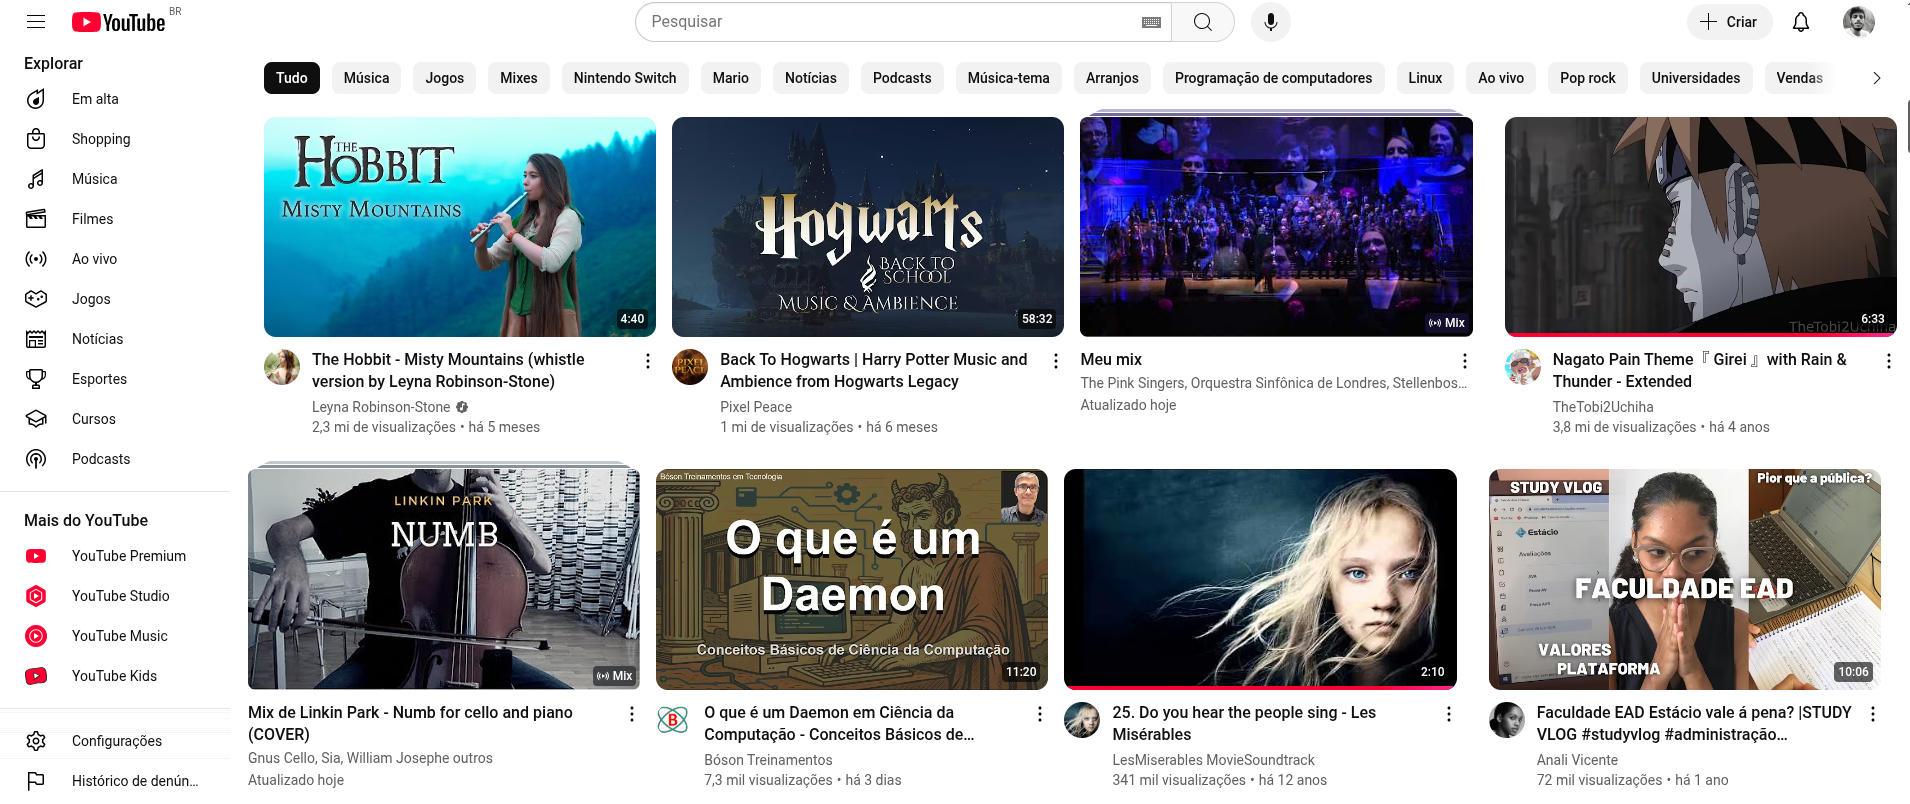 YouTube BR
Pesquisar
Criar
Explorar
Em alta
Shopping
Música
Filmes
Ao vivo
Jogos
Notícias
Esportes
Cursos
Podcasts
Mais do YouTube
YouTube Premium
YouTube Studio
YouTube Music
YouTube Kids
Configurações
Histórico de denún...
Tudo Música Jogos Mixes Nintendo Switch Mario Notícias Podcasts Música-tema Arranjos Programação de computadores Linux Ao vivo Pop rock Universidades Vendas
THE
HOBBIT
MISTY MOUNTAINS
4:40
The Hobbit - Misty Mountains (whistle
version by Leyna Robinson-Stone)
Leyna Robinson-Stone
2,3 mi de visualizações • há 5 meses
Hogwarts
BACK TO
SCHOOL
MUSIC & AMBIENCE
58:32
PIXEL
PEACE
Back To Hogwarts | Harry Potter Music and
Ambience from Hogwarts Legacy
Pixel Peace
1 mi de visualizações • há 6 meses
Mix
Meu mix
The Pink Singers, Orquestra Sinfônica de Londres, Stellenbos...
Atualizado hoje
6:33
TheTobi2Uchiha
Nagato Pain Theme『 Girei 』with Rain &
Thunder - Extended
TheTobi2Uchiha
3,8 mi de visualizações • há 4 anos
LINKIN PARK
NUMB
Mix
Mix de Linkin Park - Numb for cello and piano
(COVER)
Gnus Cello, Sia, William Josephe outros
Atualizado hoje
Bóson Treinamentos em Tecnologia
O que é um
Daemon
Conceitos Básicos de Ciência da Computação
11:20
B
O que é um Daemon em Ciência da
Computação - Conceitos Básicos de...
Bóson Treinamentos
7,3 mil visualizações • há 3 dias
2:10
25. Do you hear the people sing - Les
Misérables
LesMiserables MovieSoundtrack
341 mil visualizações • há 12 anos
STUDY VLOG
Pior que a pública?
Estácio
Avaliações
FACULDADE EAD
VALORES
PLATAFORMA
10:06
Faculdade EAD Estácio vale á pena? |STUDY
VLOG #studyvlog #administração...
Anali Vicente
72 mil visualizações • há 1 ano